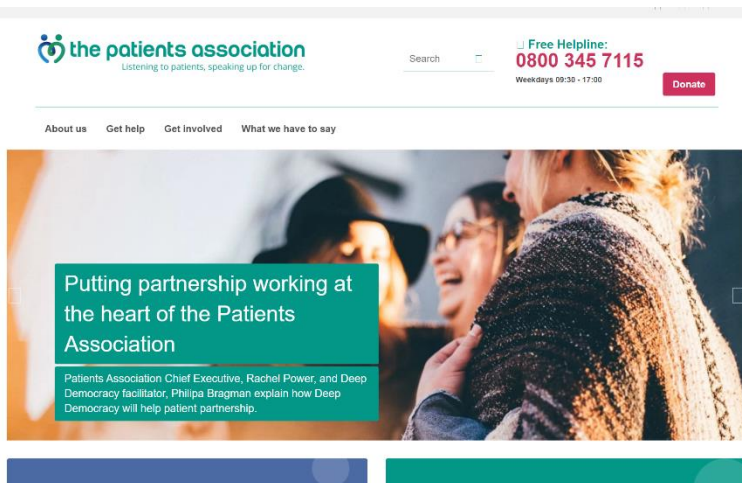 the patients association
Listening to patients, speaking up for change.
Search
Free Helpline:
0800 345 7115
Weekdays 09:30 - 17:00
Donate
About us
Get help
Get involved
What we have to say
Putting partnership working at
the heart of the Patients
Association
Patients Association Chief Executive, Rachel Power, and Deep
Democracy facilitator, Philipa Bragman explain how Deep
Democracy will help patient partnership.